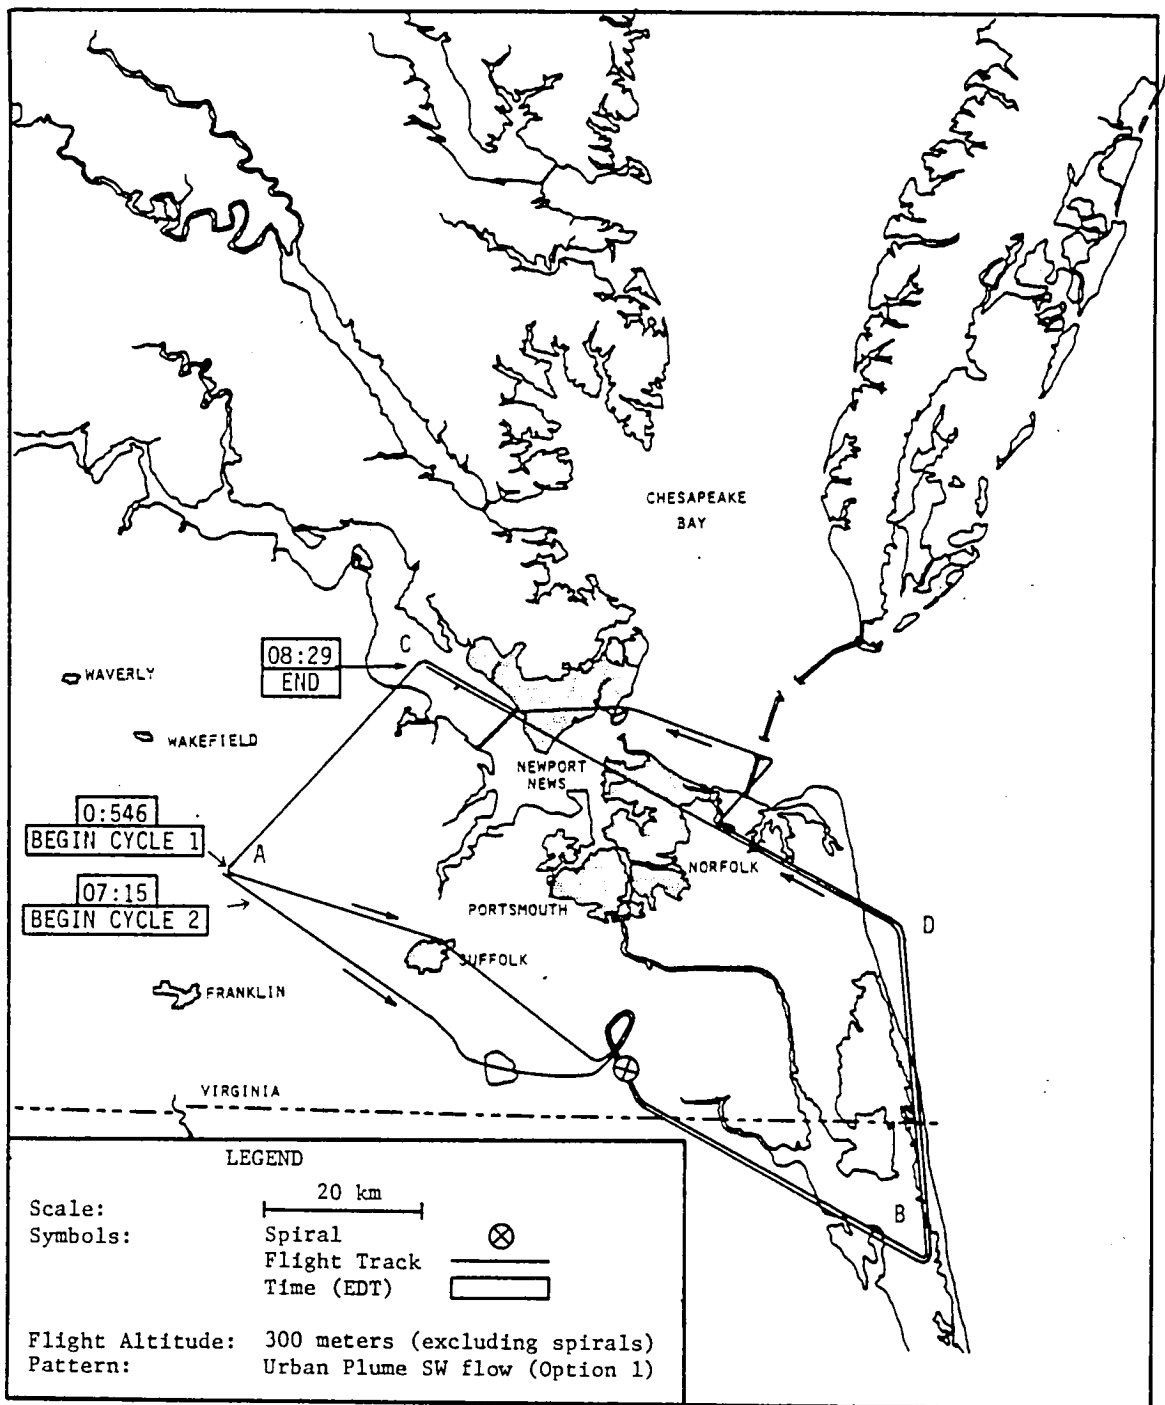 CHESAPEAKE
BAY
C
08:29
END
WAVERLY
WAKEFIELD
NEWPORT
NEWS
0:546
BEGIN CYCLE 1
A
07:15
BEGIN CYCLE 2
NORFOLK
PORTSMOUTH
D
SUFFOLK
FRANKLIN
VIRGINIA
B
LEGEND
Scale:
20 km
Symbols:
Spiral
Flight Track
Time (EDT)
Flight Altitude: 300 meters (excluding spirals)
Pattern: Urban Plume SW flow (Option 1)